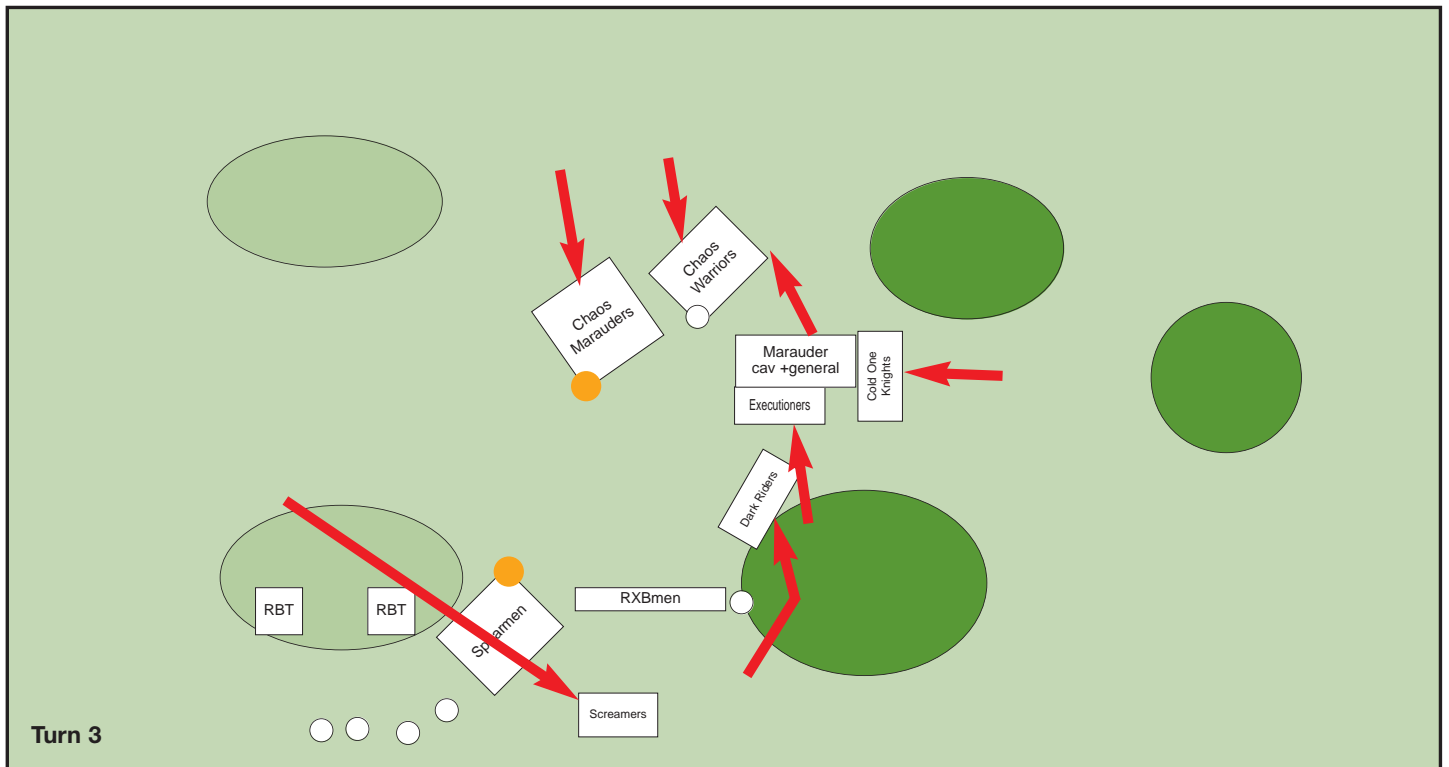 Chaos
Warriors
Chaos
Marauders
Marauder
cav +general
Cold One
Knights
Executioners
Dark Riders
RBT
RBT
Spearmen
RXBmen
Screamers
Turn 3